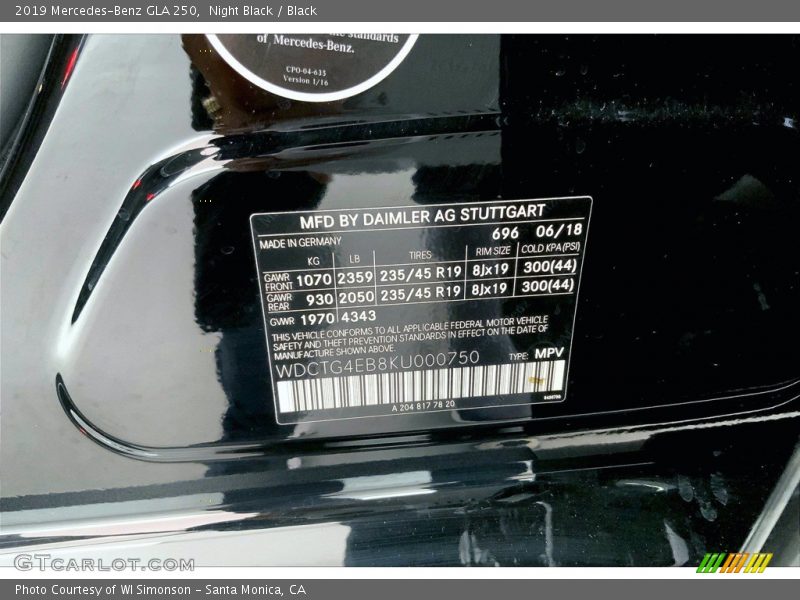 2019 Mercedes-Benz GLA 250, Night Black / Black
the standards
of Mercedes-Benz.
CPO-04-635
Version 1/16
MFD BY DAIMLER AG STUTTGART
MADE IN GERMANY 696 06/18
KG LB TIRES RIM SIZE COLD KPA (PSI)
GAWR FRONT 1070 2359 235/45 R19 8Jx19 300(44)
GAWR REAR 930 2050 235/45 R19 8Jx19 300(44)
GVWR 1970 4343
THIS VEHICLE CONFORMS TO ALL APPLICABLE FEDERAL MOTOR VEHICLE
SAFETY AND THEFT PREVENTION STANDARDS IN EFFECT ON THE DATE OF
MANUFACTURE SHOWN ABOVE.
WDCTG4EB8KU000750 TYPE: MPV
A 204 817 78 20
GTCARLOT.COM
Photo Courtesy of WI Simonson - Santa Monica, CA